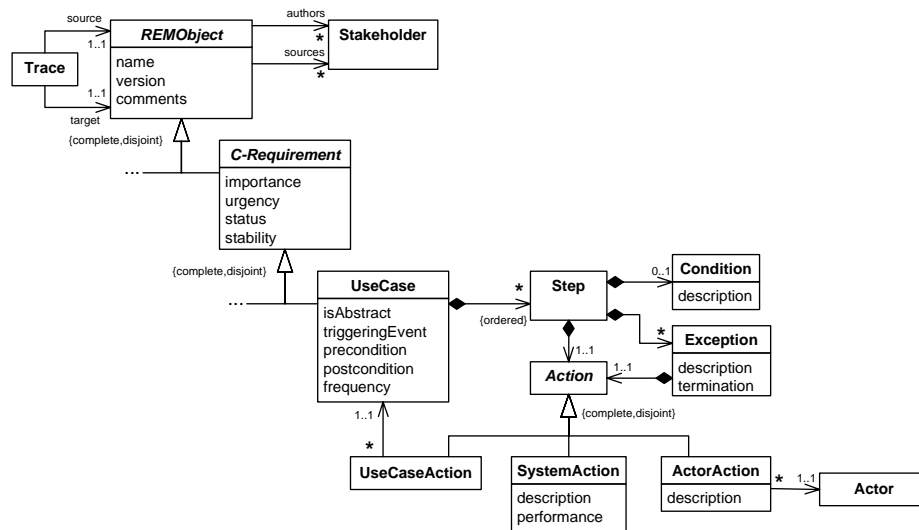 source
1..1
REMObject
name
version
comments
authors
*
sources
*
Stakeholder
Trace
1..1
target
{complete,disjoint}
...
C-Requirement
importance
urgency
status
stability
{complete,disjoint}
...
UseCase
isAbstract
triggeringEvent
precondition
postcondition
frequency
*
{ordered}
Step
0..1
Condition
description
*
Exception
description
termination
1..1
1..1
Action
{complete,disjoint}
1..1
*
UseCaseAction
SystemAction
description
performance
ActorAction
description
*
1..1
Actor